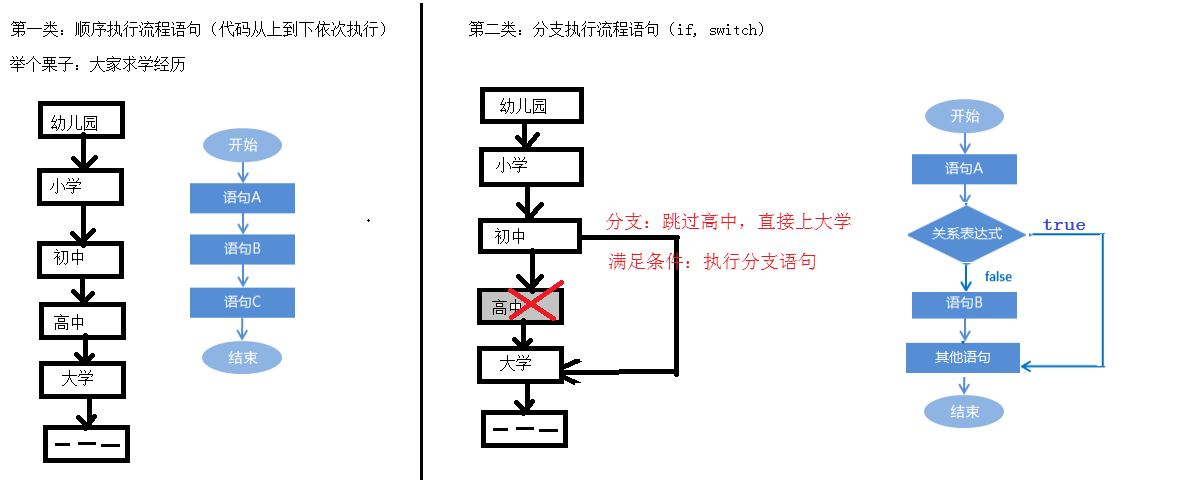 第一类：顺序执行流程语句（代码从上到下依次执行）
举个栗子：大家求学经历
幼儿园
小学
初中
高中
大学
开始
语句A
语句B
语句C
结束
第二类：分支执行流程语句（if, switch）
幼儿园
小学
初中
分支：跳过高中，直接上大学
满足条件：执行分支语句
高中
大学
开始
语句A
关系表达式
true
false
语句B
其他语句
结束